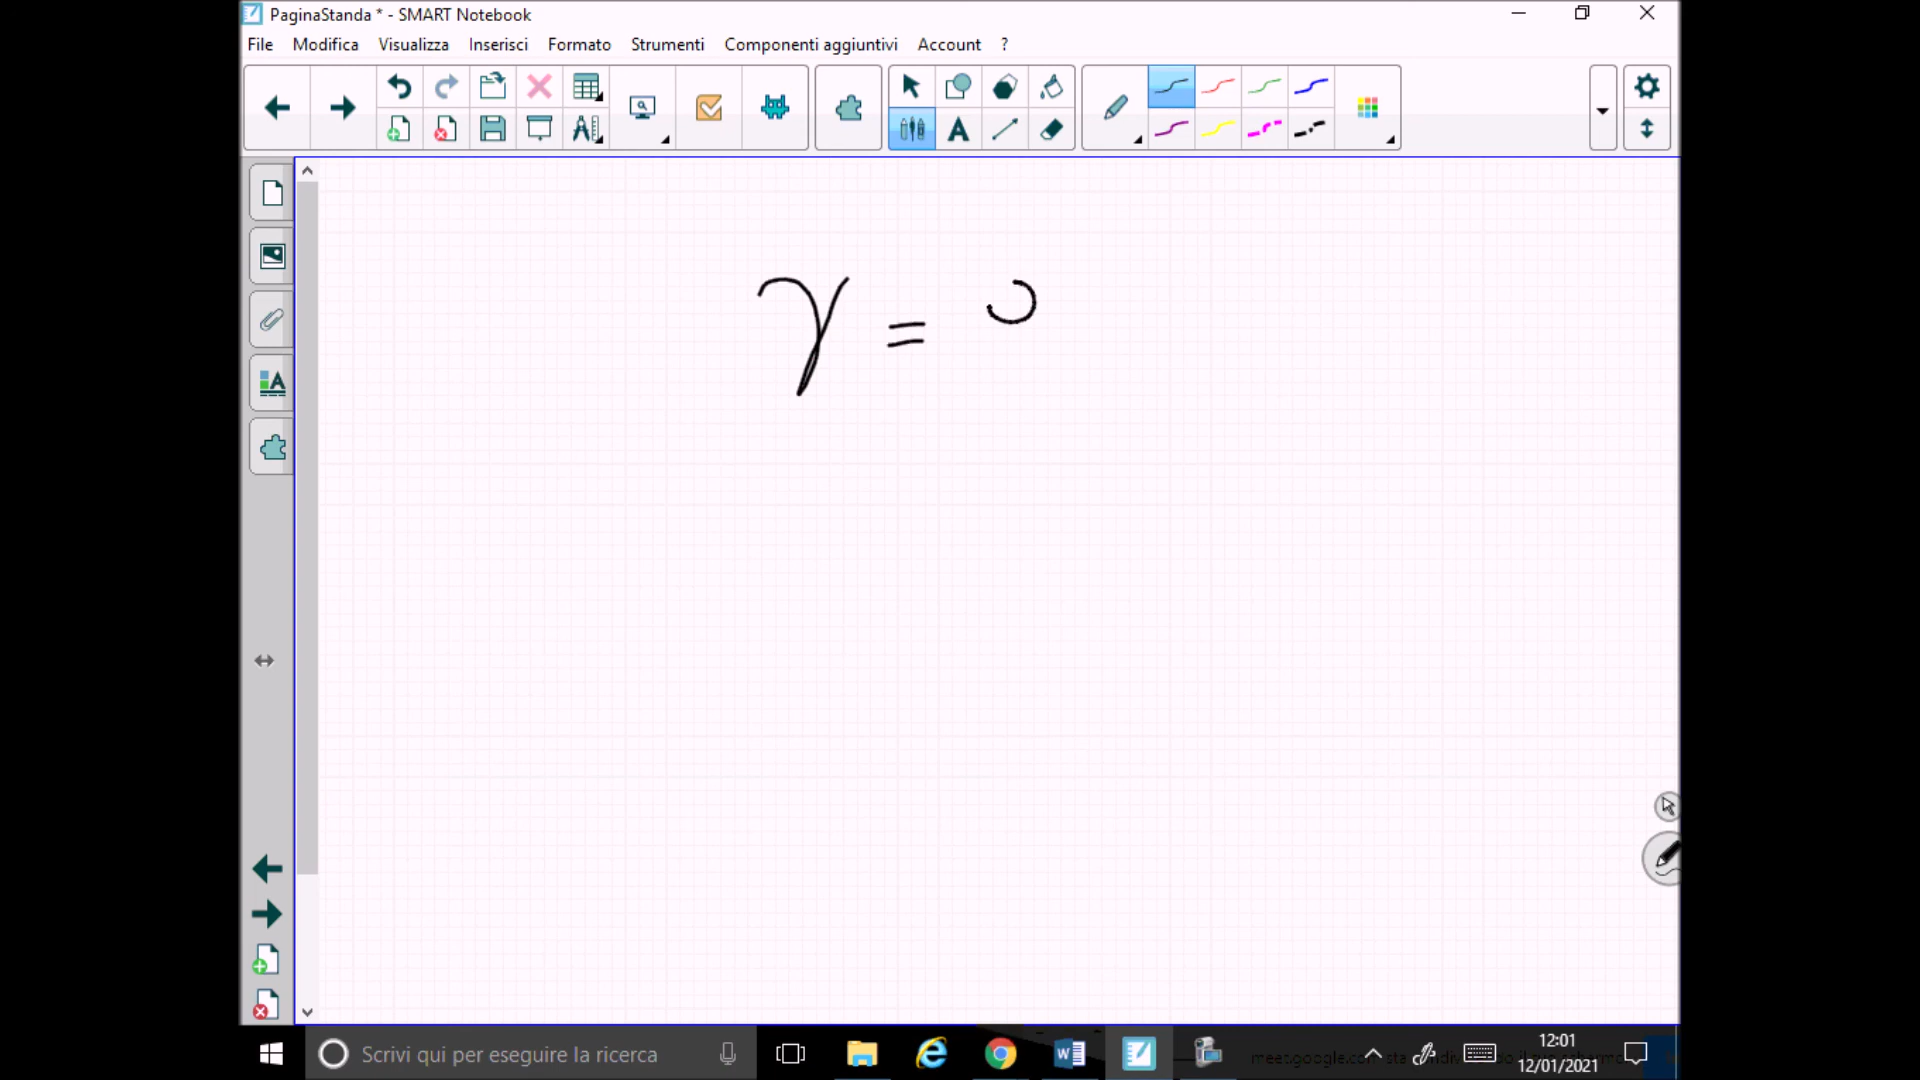 PaginaStanda * - SMART Notebook
File Modifica Visualizza Inserisci Formato Strumenti Componenti aggiuntivi Account ?
γ =
Scrivi qui per eseguire la ricerca
12:01
12/01/2021